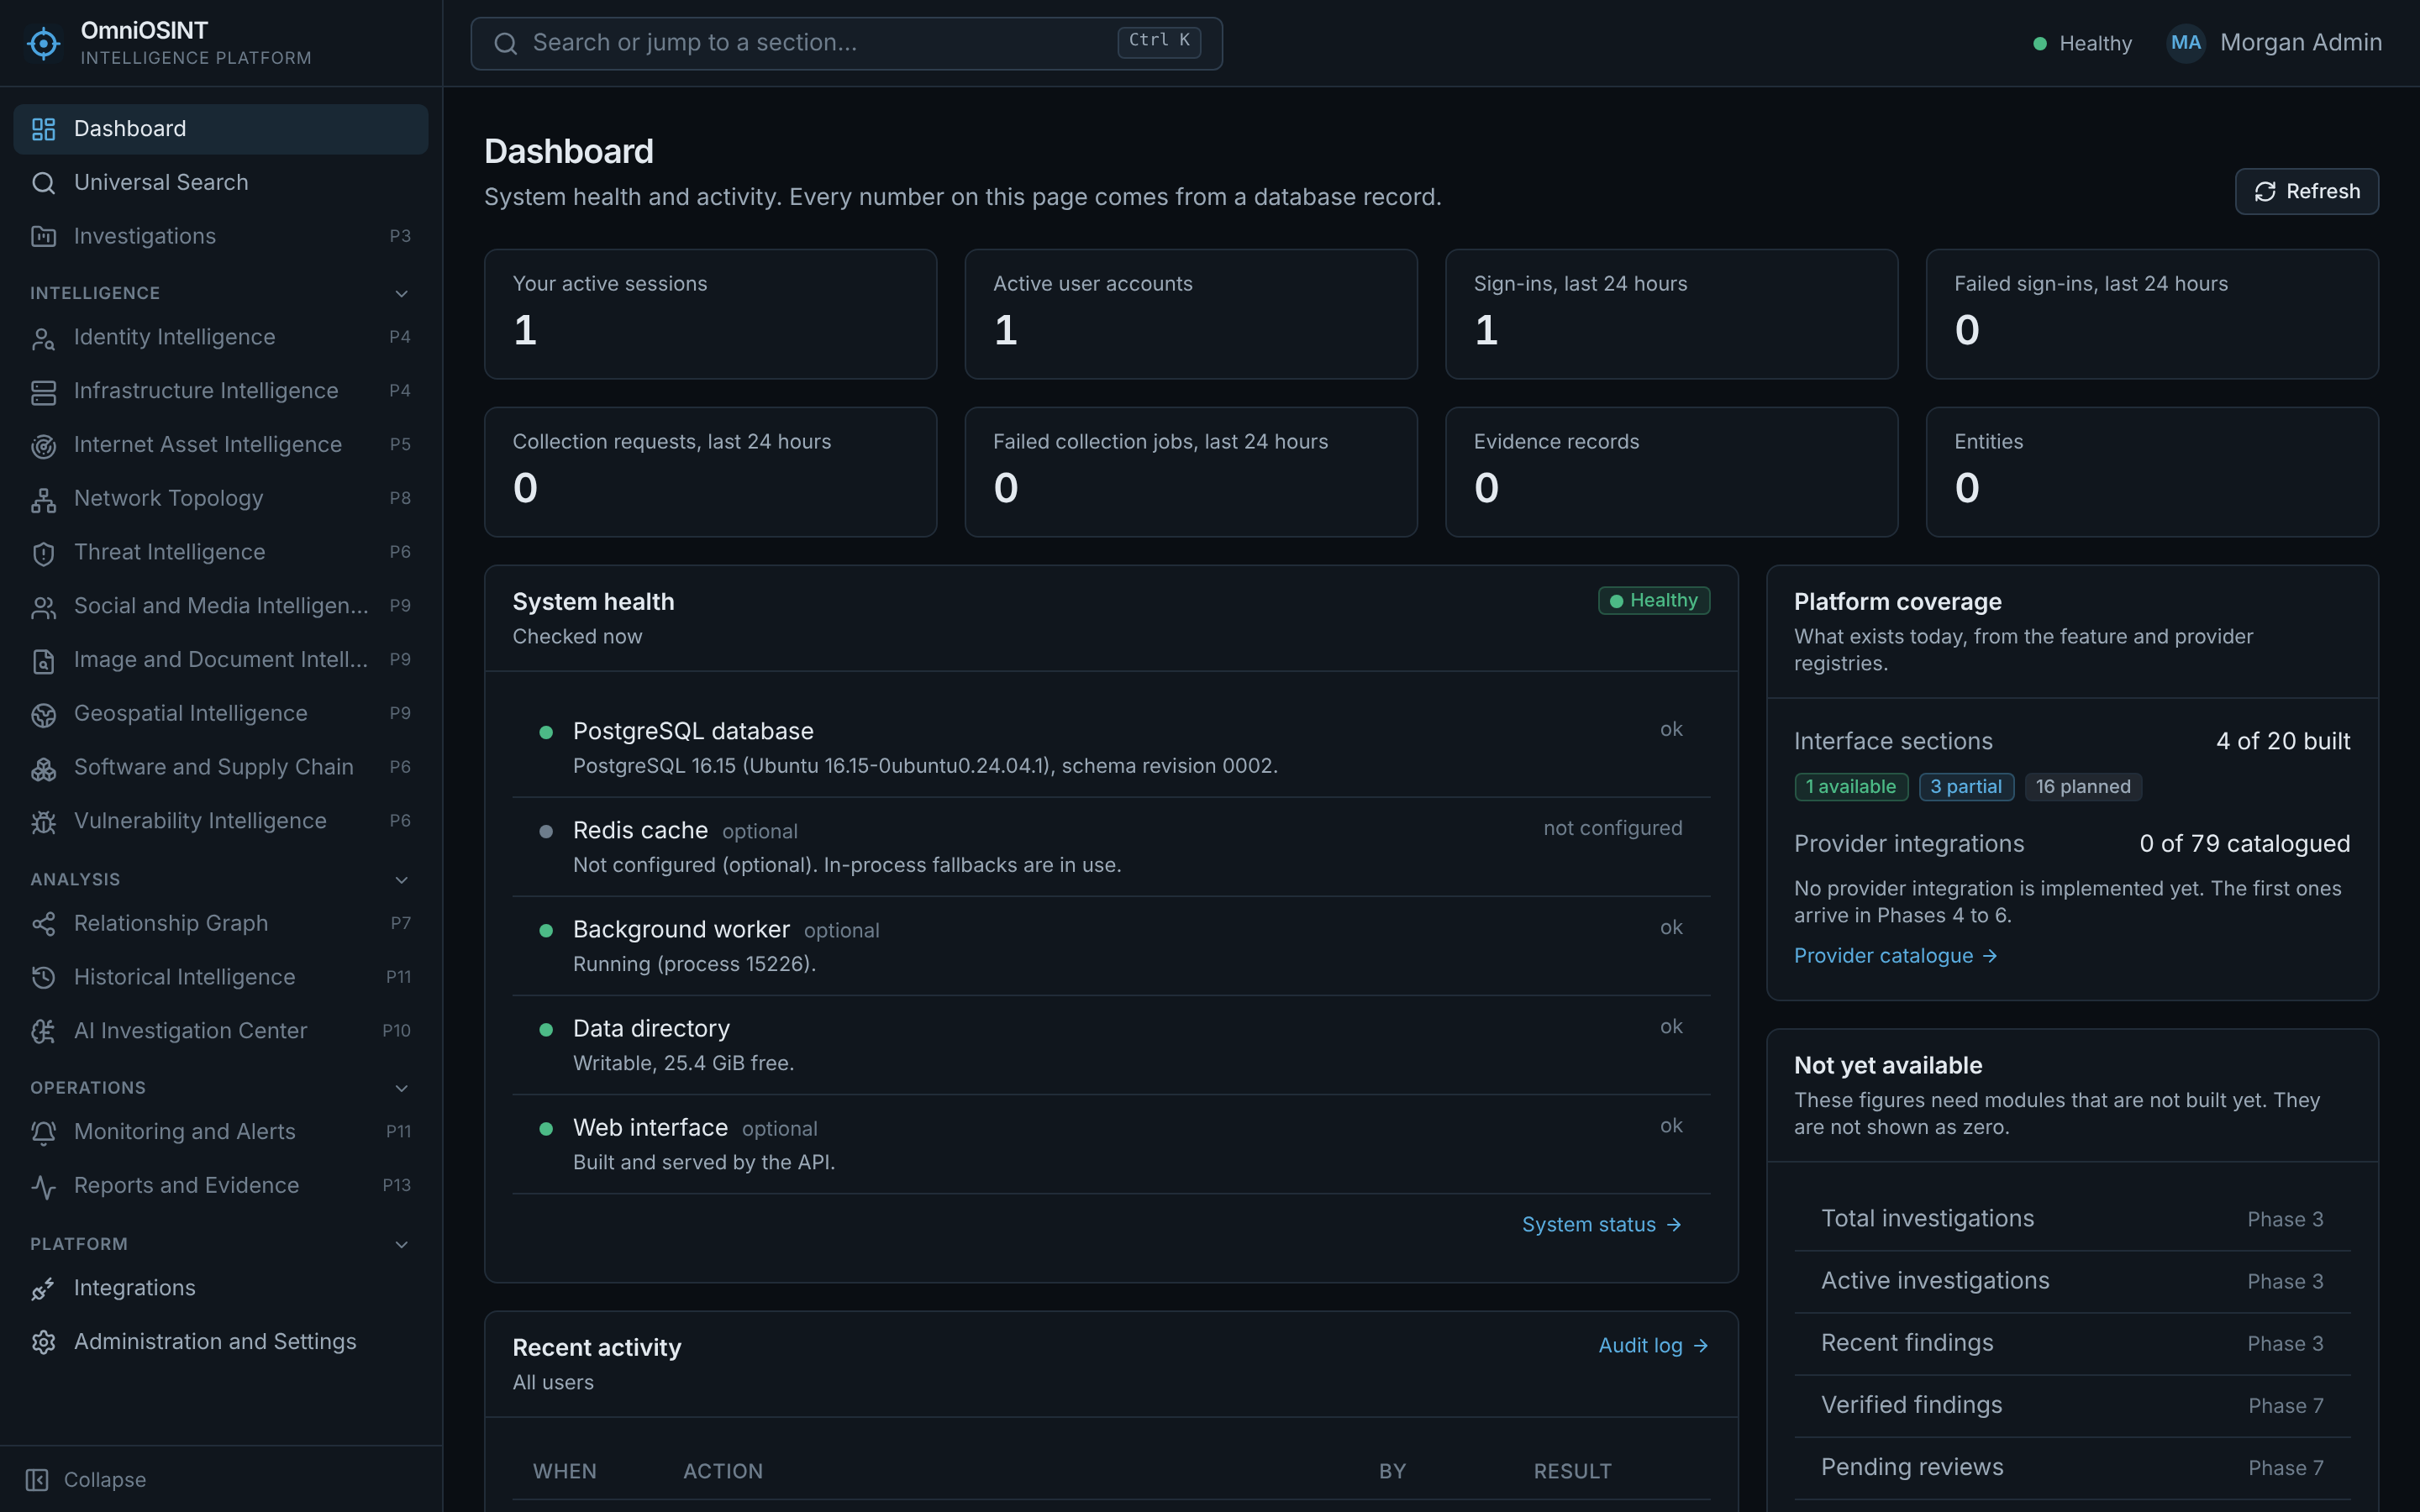 OmniOSINT
INTELLIGENCE PLATFORM
Search or jump to a section...
Ctrl K
Healthy
MA
Morgan Admin
Dashboard
Universal Search
Investigations P3
INTELLIGENCE
Identity Intelligence P4
Infrastructure Intelligence P4
Internet Asset Intelligence P5
Network Topology P8
Threat Intelligence P6
Social and Media Intelligen... P9
Image and Document Intell... P9
Geospatial Intelligence P9
Software and Supply Chain P6
Vulnerability Intelligence P6
ANALYSIS
Relationship Graph P7
Historical Intelligence P11
AI Investigation Center P10
OPERATIONS
Monitoring and Alerts P11
Reports and Evidence P13
PLATFORM
Integrations
Administration and Settings
Collapse
Dashboard
System health and activity. Every number on this page comes from a database record.
Refresh
Your active sessions
1
Active user accounts
1
Sign-ins, last 24 hours
1
Failed sign-ins, last 24 hours
0
Collection requests, last 24 hours
0
Failed collection jobs, last 24 hours
0
Evidence records
0
Entities
0
System health
Healthy
Checked now
PostgreSQL database ok
PostgreSQL 16.15 (Ubuntu 16.15-0ubuntu0.24.04.1), schema revision 0002.
Redis cache optional not configured
Not configured (optional). In-process fallbacks are in use.
Background worker optional ok
Running (process 15226).
Data directory ok
Writable, 25.4 GiB free.
Web interface optional ok
Built and served by the API.
System status →
Recent activity
Audit log →
All users
WHEN ACTION BY RESULT
Platform coverage
What exists today, from the feature and provider
registries.
Interface sections 4 of 20 built
1 available 3 partial 16 planned
Provider integrations 0 of 79 catalogued
No provider integration is implemented yet. The first ones
arrive in Phases 4 to 6.
Provider catalogue →
Not yet available
These figures need modules that are not built yet. They
are not shown as zero.
Total investigations Phase 3
Active investigations Phase 3
Recent findings Phase 3
Verified findings Phase 7
Pending reviews Phase 7